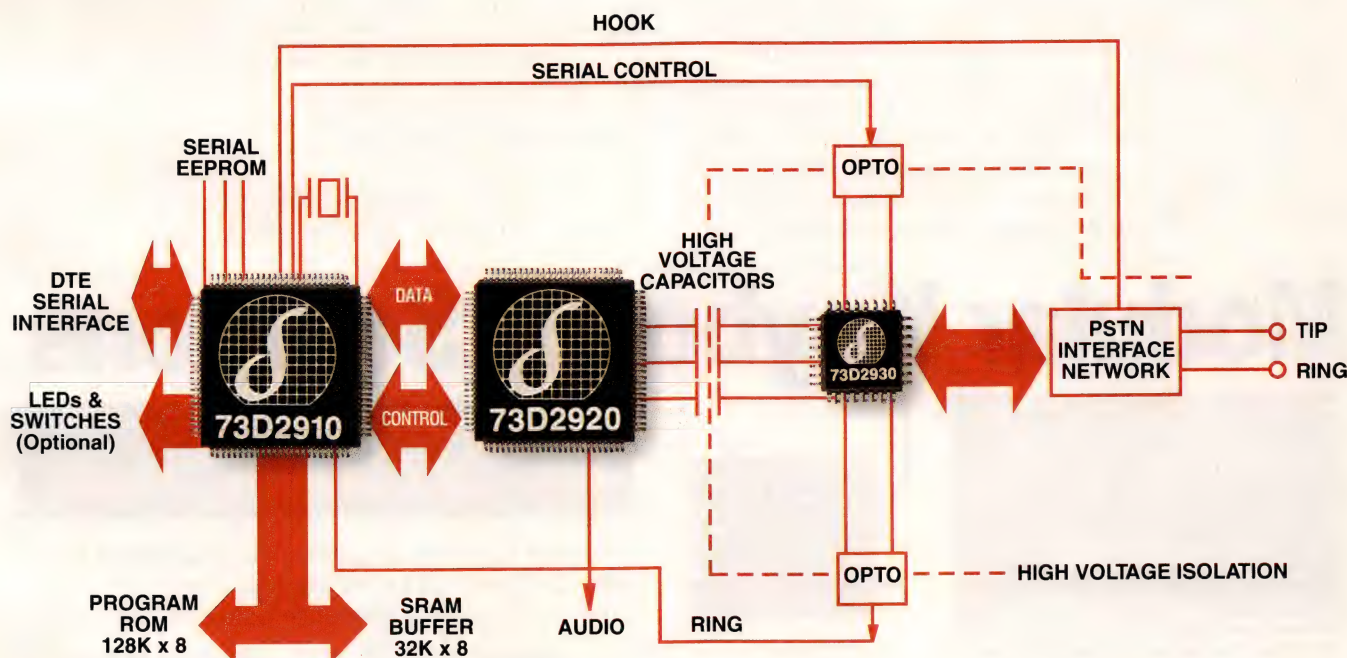 HOOK
SERIAL CONTROL
SERIAL
EEPROM
OPTO
DTE
SERIAL
INTERFACE
DATA
HIGH
VOLTAGE
CAPACITORS
LEDs &
SWITCHES
(Optional)
73D2910
CONTROL
73D2920
73D2930
PSTN
INTERFACE
NETWORK
TIP
RING
PROGRAM
ROM
128K x 8
SRAM
BUFFER
32K x 8
AUDIO
RING
OPTO
HIGH VOLTAGE ISOLATION